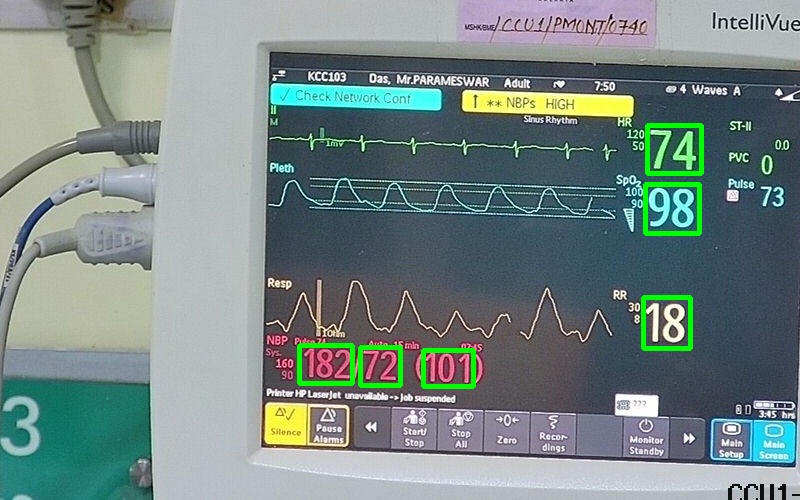 MSHK/BME/CCU1/PMONT/0740
IntelliVue
KCC103 Das, Mr.PARAMESWAR Adult 7:50 4 Waves A
✓ Check Network Conf
↑ ** NBPs HIGH
II
M
1mV
Sinus Rhythm
HR
120
50
74
ST-II
0.0
PVC 0
Pleth
SpO₂
100
90
98
Pulse 73
Resp
1Ohm
RR
30
8
18
NBP Pulse 74 Auto 15 min 07:45
Sys.
160
90
182/72 (101)
Printer HP LaserJet unavailable -> job suspended
???
3:45 hrs
Silence
Pause Alarms
Start/ Stop
Stop All
→0← Zero
Recor- dings
Monitor Standby
Main Setup
Main Screen
3
CCU1-